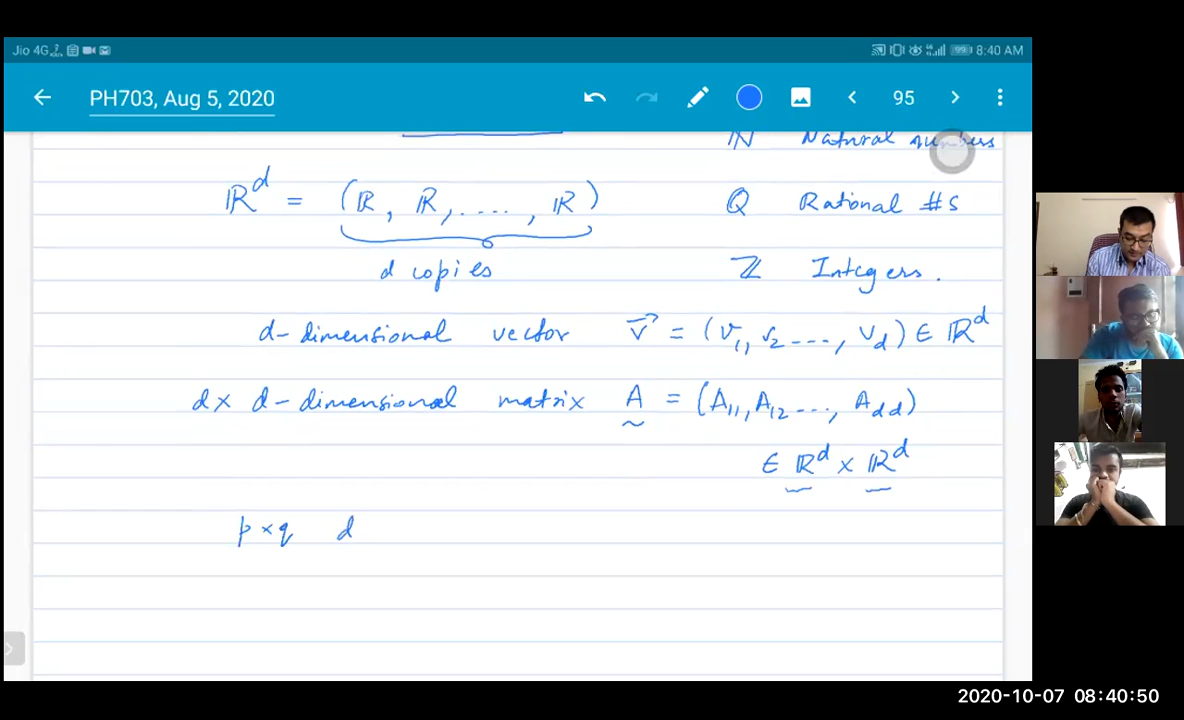 Jio 4G 8:40 AM
PH703, Aug 5, 2020 95
ℕ Natural numbers
ℝ^d = (ℝ, ℝ, ...., ℝ) ℚ Rational #s
d copies ℤ Integers.
d-dimensional vector v⃗ = (v₁, v₂ ---, v_d) ∈ ℝ^d
d× d-dimensional matrix A = (A₁₁, A₁₂ ..., A_dd)
∈ ℝ^d × ℝ^d
p×q d
2020-10-07 08:40:50